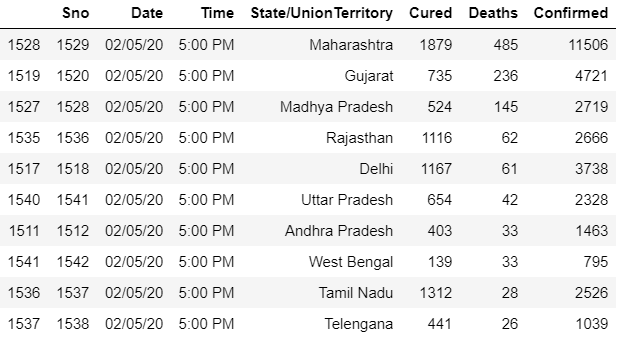 Sno Date Time State/UnionTerritory Cured Deaths Confirmed
1528 1529 02/05/20 5:00 PM Maharashtra 1879 485 11506
1519 1520 02/05/20 5:00 PM Gujarat 735 236 4721
1527 1528 02/05/20 5:00 PM Madhya Pradesh 524 145 2719
1535 1536 02/05/20 5:00 PM Rajasthan 1116 62 2666
1517 1518 02/05/20 5:00 PM Delhi 1167 61 3738
1540 1541 02/05/20 5:00 PM Uttar Pradesh 654 42 2328
1511 1512 02/05/20 5:00 PM Andhra Pradesh 403 33 1463
1541 1542 02/05/20 5:00 PM West Bengal 139 33 795
1536 1537 02/05/20 5:00 PM Tamil Nadu 1312 28 2526
1537 1538 02/05/20 5:00 PM Telengana 441 26 1039